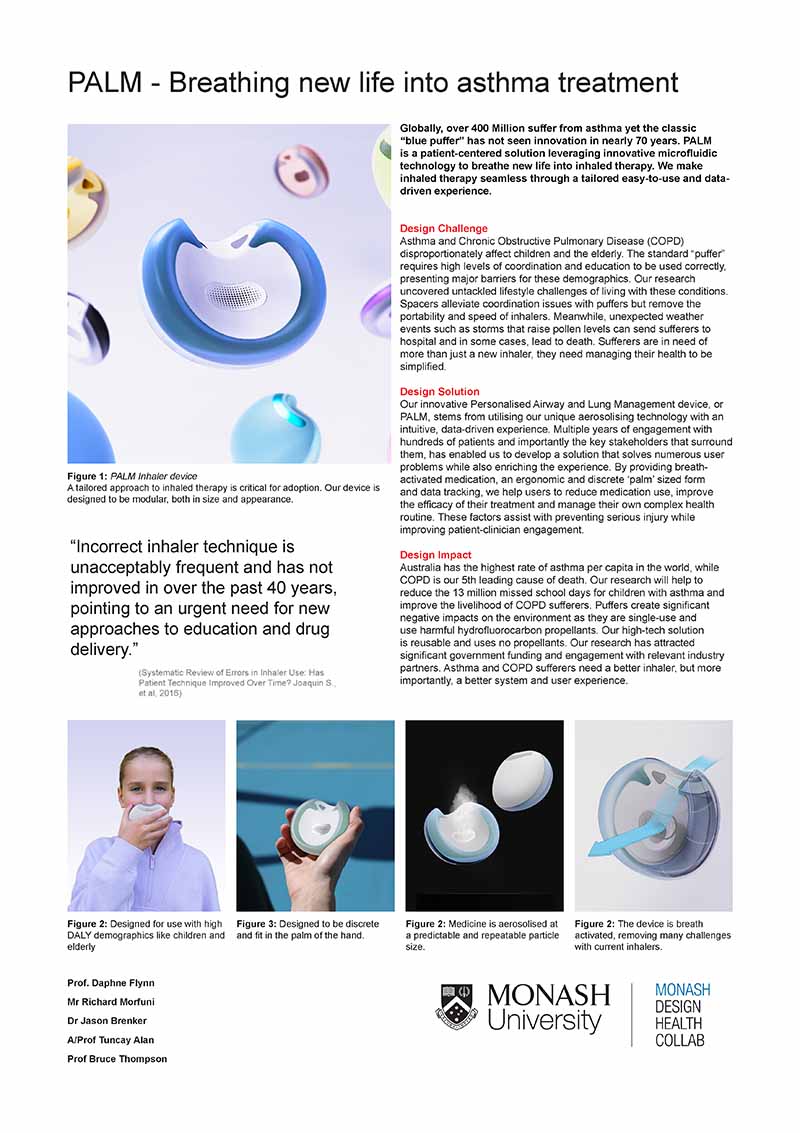 PALM - Breathing new life into asthma treatment
Globally, over 400 Million suffer from asthma yet the classic
“blue puffer” has not seen innovation in nearly 70 years. PALM
is a patient-centered solution leveraging innovative microfluidic
technology to breathe new life into inhaled therapy. We make
inhaled therapy seamless through a tailored easy-to-use and data-
driven experience.
Design Challenge
Asthma and Chronic Obstructive Pulmonary Disease (COPD)
disproportionately affect children and the elderly. The standard “puffer”
requires high levels of coordination and education to be used correctly,
presenting major barriers for these demographics. Our research
uncovered untackled lifestyle challenges of living with these conditions.
Spacers alleviate coordination issues with puffers but remove the
portability and speed of inhalers. Meanwhile, unexpected weather
events such as storms that raise pollen levels can send sufferers to
hospital and in some cases, lead to death. Sufferers are in need of
more than just a new inhaler, they need managing their health to be
simplified.
Design Solution
Our innovative Personalised Airway and Lung Management device, or
PALM, stems from utilising our unique aerosolising technology with an
intuitive, data-driven experience. Multiple years of engagement with
hundreds of patients and importantly the key stakeholders that surround
them, has enabled us to develop a solution that solves numerous user
problems while also enriching the experience. By providing breath-
activated medication, an ergonomic and discrete ‘palm’ sized form
and data tracking, we help users to reduce medication use, improve
the efficacy of their treatment and manage their own complex health
routine. These factors assist with preventing serious injury while
improving patient-clinician engagement.
Design Impact
Australia has the highest rate of asthma per capita in the world, while
COPD is our 5th leading cause of death. Our research will help to
reduce the 13 million missed school days for children with asthma and
improve the livelihood of COPD sufferers. Puffers create significant
negative impacts on the environment as they are single-use and
use harmful hydrofluorocarbon propellants. Our high-tech solution
is reusable and uses no propellants. Our research has attracted
significant government funding and engagement with relevant industry
partners. Asthma and COPD sufferers need a better inhaler, but more
importantly, a better system and user experience.
Figure 1: PALM Inhaler device
A tailored approach to inhaled therapy is critical for adoption. Our device is
designed to be modular, both in size and appearance.
“Incorrect inhaler technique is
unacceptably frequent and has not
improved in over the past 40 years,
pointing to an urgent need for new
approaches to education and drug
delivery.”
(Systematic Review of Errors in Inhaler Use: Has
Patient Technique Improved Over Time? Joaquin S.,
et al, 2015)
Figure 2: Designed for use with high
DALY demographics like children and
elderly
Figure 3: Designed to be discrete
and fit in the palm of the hand.
Figure 2: Medicine is aerosolised at
a predictable and repeatable particle
size.
Figure 2: The device is breath
activated, removing many challenges
with current inhalers.
Prof. Daphne Flynn
Mr Richard Morfuni
Dr Jason Brenker
A/Prof Tuncay Alan
Prof Bruce Thompson
MONASH
University
MONASH
DESIGN
HEALTH
COLLAB